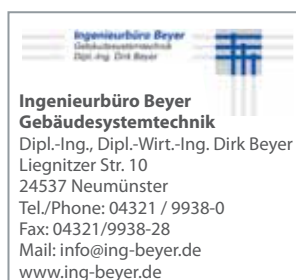 Ingenieurbüro Beyer
Gebäudesystemtechnik
Dipl.-Ing. Dirk Beyer
Ingenieurbüro Beyer
Gebäudesystemtechnik
Dipl.-Ing., Dipl.-Wirt.-Ing. Dirk Beyer
Liegnitzer Str. 10
24537 Neumünster
Tel./Phone: 04321 / 9938-0
Fax: 04321/9938-28
Mail: info@ing-beyer.de
www.ing-beyer.de